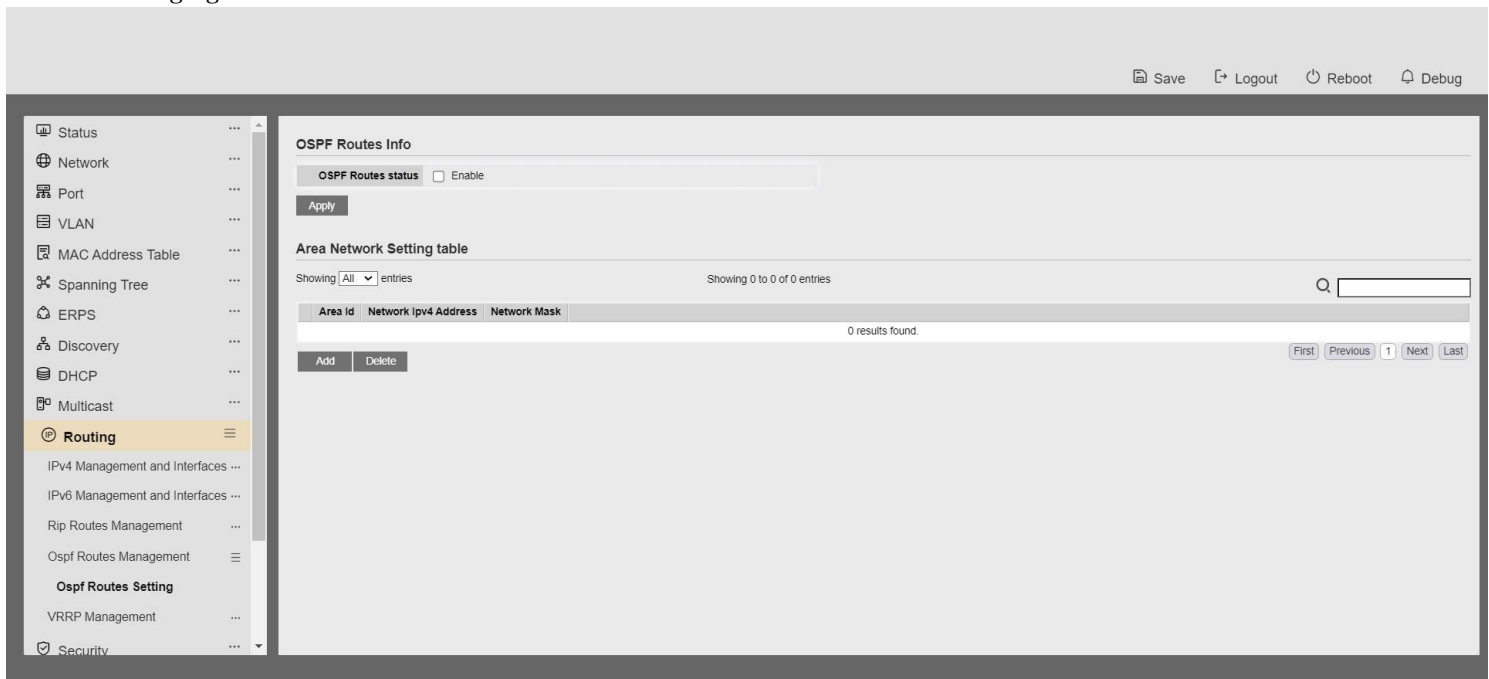 Save Logout Reboot Debug
Status ...
Network ...
Port ...
VLAN ...
MAC Address Table ...
Spanning Tree ...
ERPS ...
Discovery ...
DHCP ...
Multicast ...
Routing
IPv4 Management and Interfaces ...
IPv6 Management and Interfaces ...
Rip Routes Management ...
Ospf Routes Management
Ospf Routes Setting
VRRP Management ...
Security ...
OSPF Routes Info
OSPF Routes status Enable
Apply
Area Network Setting table
Showing All entries Showing 0 to 0 of 0 entries
Area Id Network Ipv4 Address Network Mask
0 results found.
Add Delete First Previous 1 Next Last